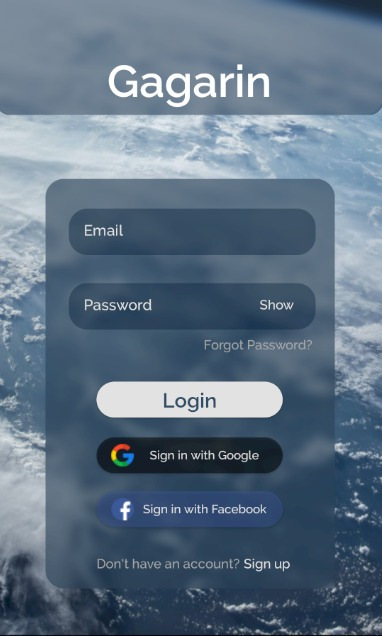 Gagarin
Email
Password Show
Forgot Password?
Login
Sign in with Google
Sign in with Facebook
Don't have an account? Sign up